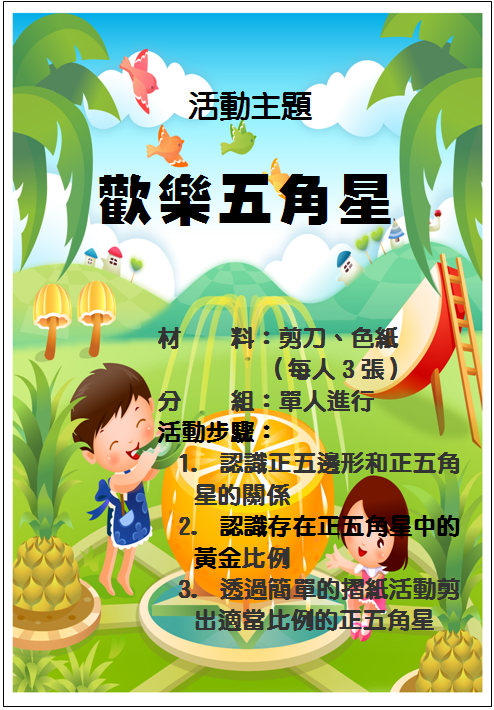 活動主題
歡樂五角星
材　　料：剪刀、色紙
（每人３張）
分　　組：單人進行
活動步驟：
1. 認識正五邊形和正五角
星的關係
2. 認識存在正五角星中的
黃金比例
3. 透過簡單的摺紙活動剪
出適當比例的正五角星